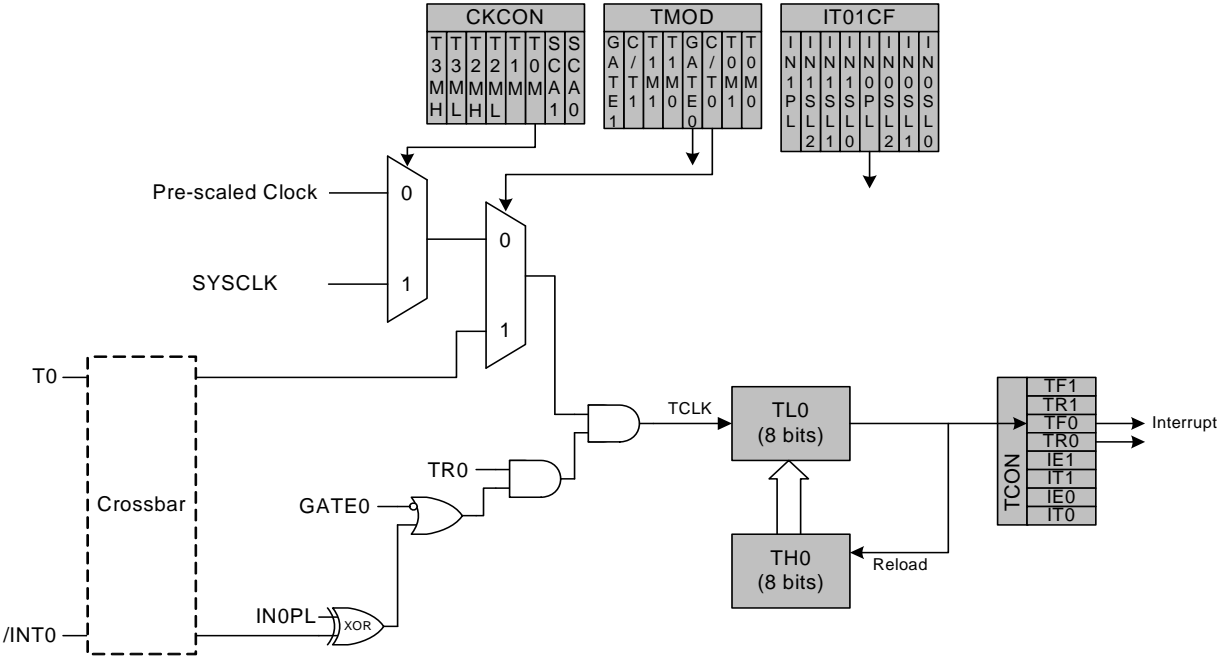 CKCON
T3MH
T3ML
T2MH
T2ML
T1M
T0M
SCA1
SCA0
TMOD
GATE1
C/T1
T1M1
T1M0
GATE0
C/T0
T0M1
T0M0
IT01CF
IN1PL
IN1SL2
IN1SL1
IN1SL0
IN0PL
IN0SL2
IN0SL1
IN0SL0
Pre-scaled Clock
0
SYSCLK
1
0
1
T0
Crossbar
/INT0
GATE0
TR0
IN0PL
XOR
TCLK
TL0
(8 bits)
TH0
(8 bits)
Reload
TCON
TF1
TR1
TF0
TR0
IE1
IT1
IE0
IT0
Interrupt